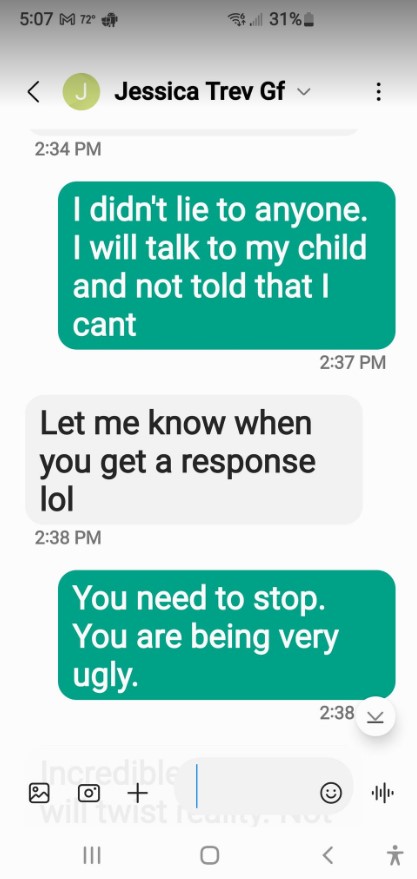 5:07 M 72° 31%
J Jessica Trev Gf
2:34 PM
I didn't lie to anyone.
I will talk to my child
and not told that I
cant
2:37 PM
Let me know when
you get a response
lol
2:38 PM
You need to stop.
You are being very
ugly.
2:38
Incredible
will twist reality. Not